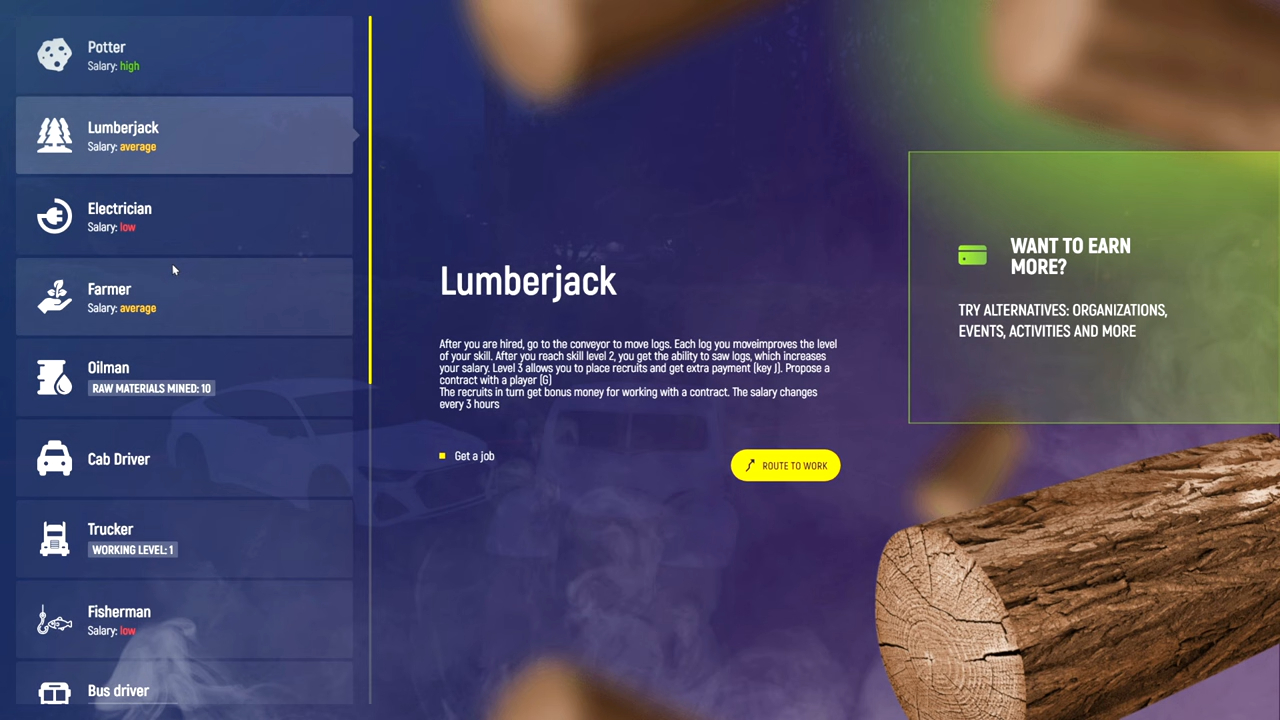 Potter
Salary: high
Lumberjack
Salary: average
Electrician
Salary: low
Farmer
Salary: average
Oilman
RAW MATERIALS MINED: 10
Cab Driver
Trucker
WORKING LEVEL: 1
Fisherman
Salary: low
Bus driver
Lumberjack
After you are hired, go to the conveyor to move logs. Each log you moveimproves the level
of your skill. After you reach skill level 2, you get the ability to saw logs, which increases
your salary. Level 3 allows you to place recruits and get extra payment (key J). Propose a
contract with a player (G)
The recruits in turn get bonus money for working with a contract. The salary changes
every 3 hours
Get a job
ROUTE TO WORK
WANT TO EARN
MORE?
TRY ALTERNATIVES: ORGANIZATIONS,
EVENTS, ACTIVITIES AND MORE